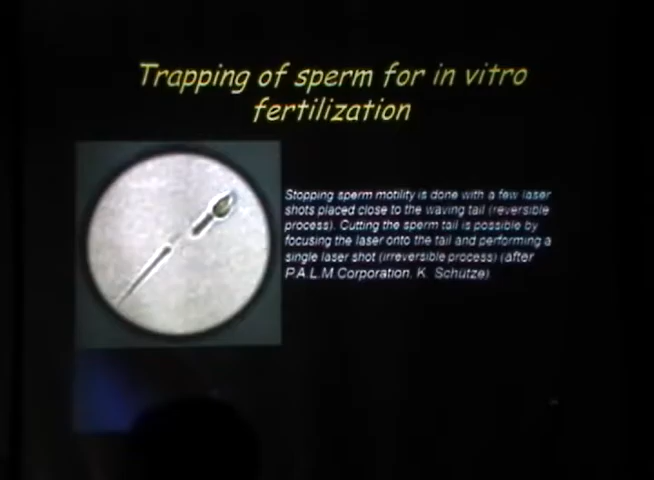 Trapping of sperm for in vitro
fertilization
Stopping sperm motility is done with a few laser
shots placed close to the waving tail (reversible
process). Cutting the sperm tail is possible by
focusing the laser onto the tail and performing a
single laser shot (irreversible process) (after
P.A.L.M Corporation, K. Schütze)